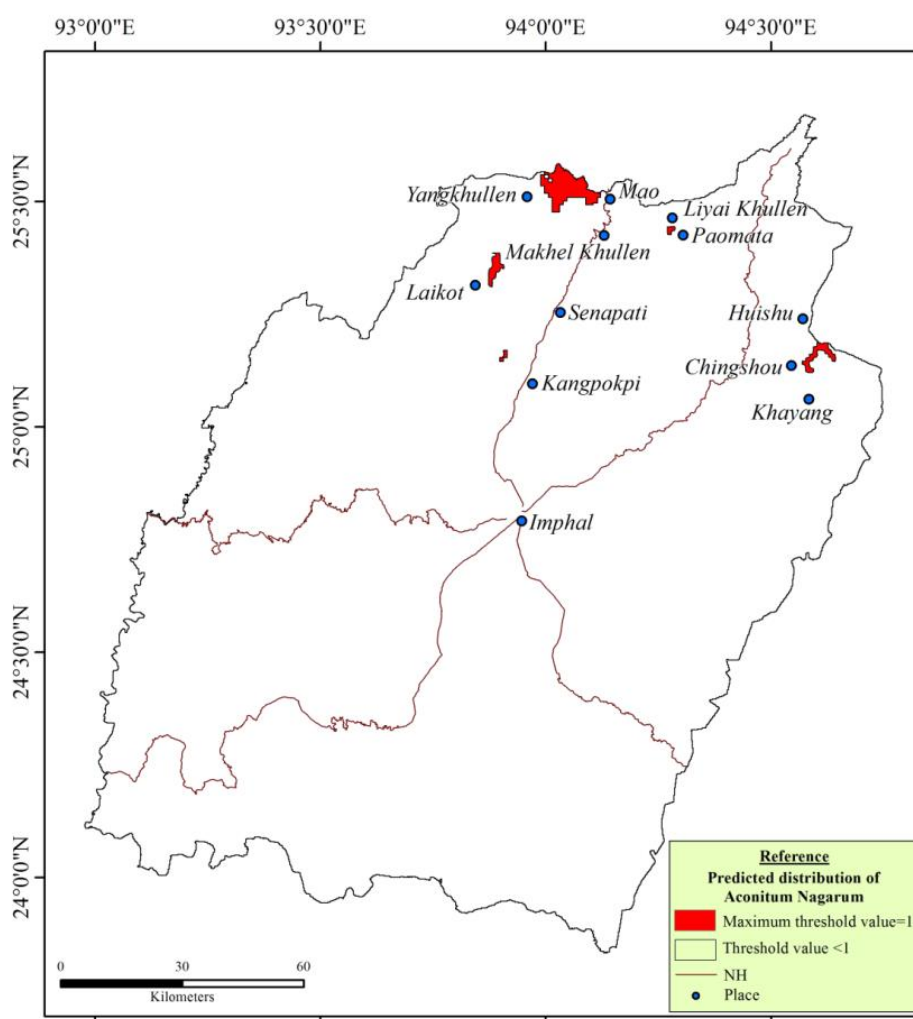 93°0'0"E 93°30'0"E 94°0'0"E 94°30'0"E
25°30'0"N
25°0'0"N
24°30'0"N
24°0'0"N
Yangkhullen
Mao
Liyai Khullen
Paomata
Makhel Khullen
Laikot
Senapati
Huishu
Chingshou
Kangpokpi
Khayang
Imphal
Reference
Predicted distribution of
Aconitum Nagarum
Maximum threshold value=1
Threshold value <1
NH
Place
0 30 60
Kilometers